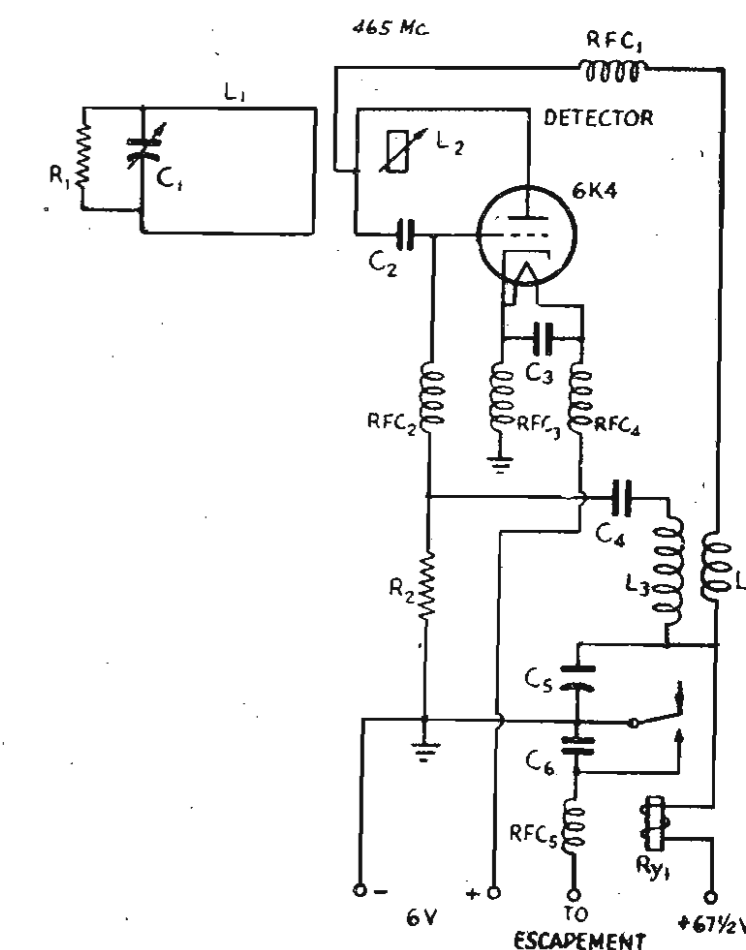 465 Mc
RFC1
L1
DETECTOR
L2
R1
C1
6K4
C2
C3
RFC2
RFC3
RFC4
C4
R2
L3
L
C5
C6
RFC5
Ry1
-
+
6V
TO
ESCAPEMENT
+67½V